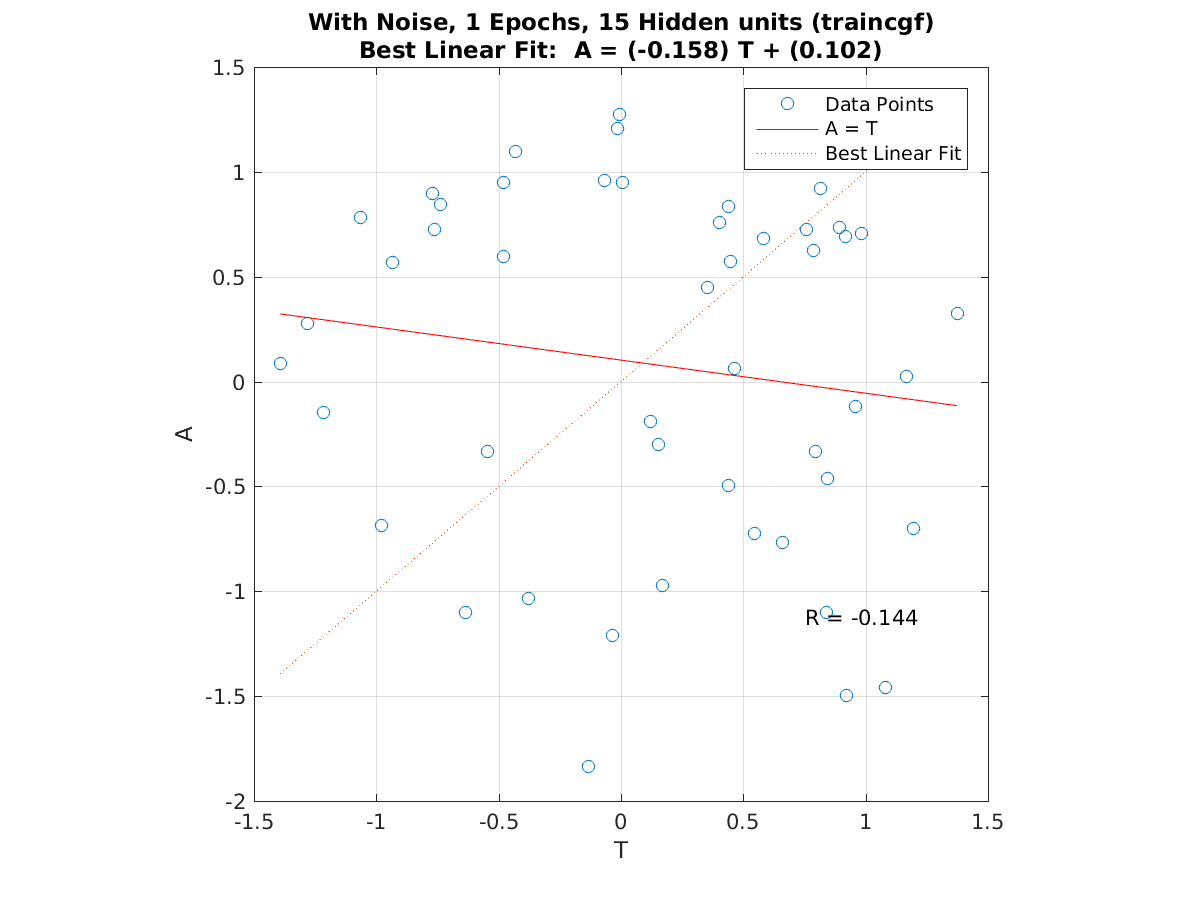 With Noise, 1 Epochs, 15 Hidden units (traincgf)
Best Linear Fit:  A = (-0.158) T + (0.102)
1.5
1
0.5
0
-0.5
-1
-1.5
-2
A
Data Points
A = T
Best Linear Fit
R = -0.144
-1.5
-1
-0.5
0
0.5
1
1.5
T